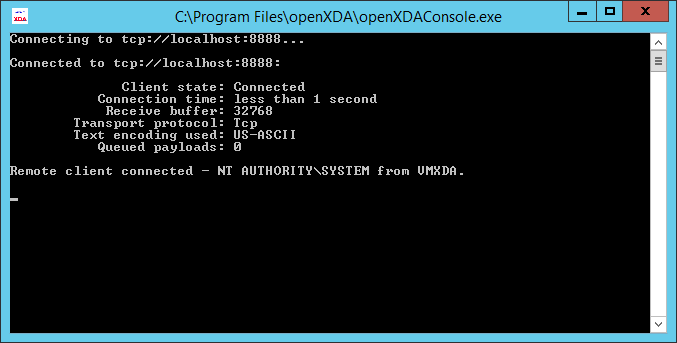 XDA
C:\Program Files\openXDA\openXDAConsole.exe
Connecting to tcp://localhost:8888...
Connected to tcp://localhost:8888:
Client state: Connected
Connection time: less than 1 second
Receive buffer: 32768
Transport protocol: Tcp
Text encoding used: US-ASCII
Queued payloads: 0
Remote client connected - NT AUTHORITY\SYSTEM from VMXDA.